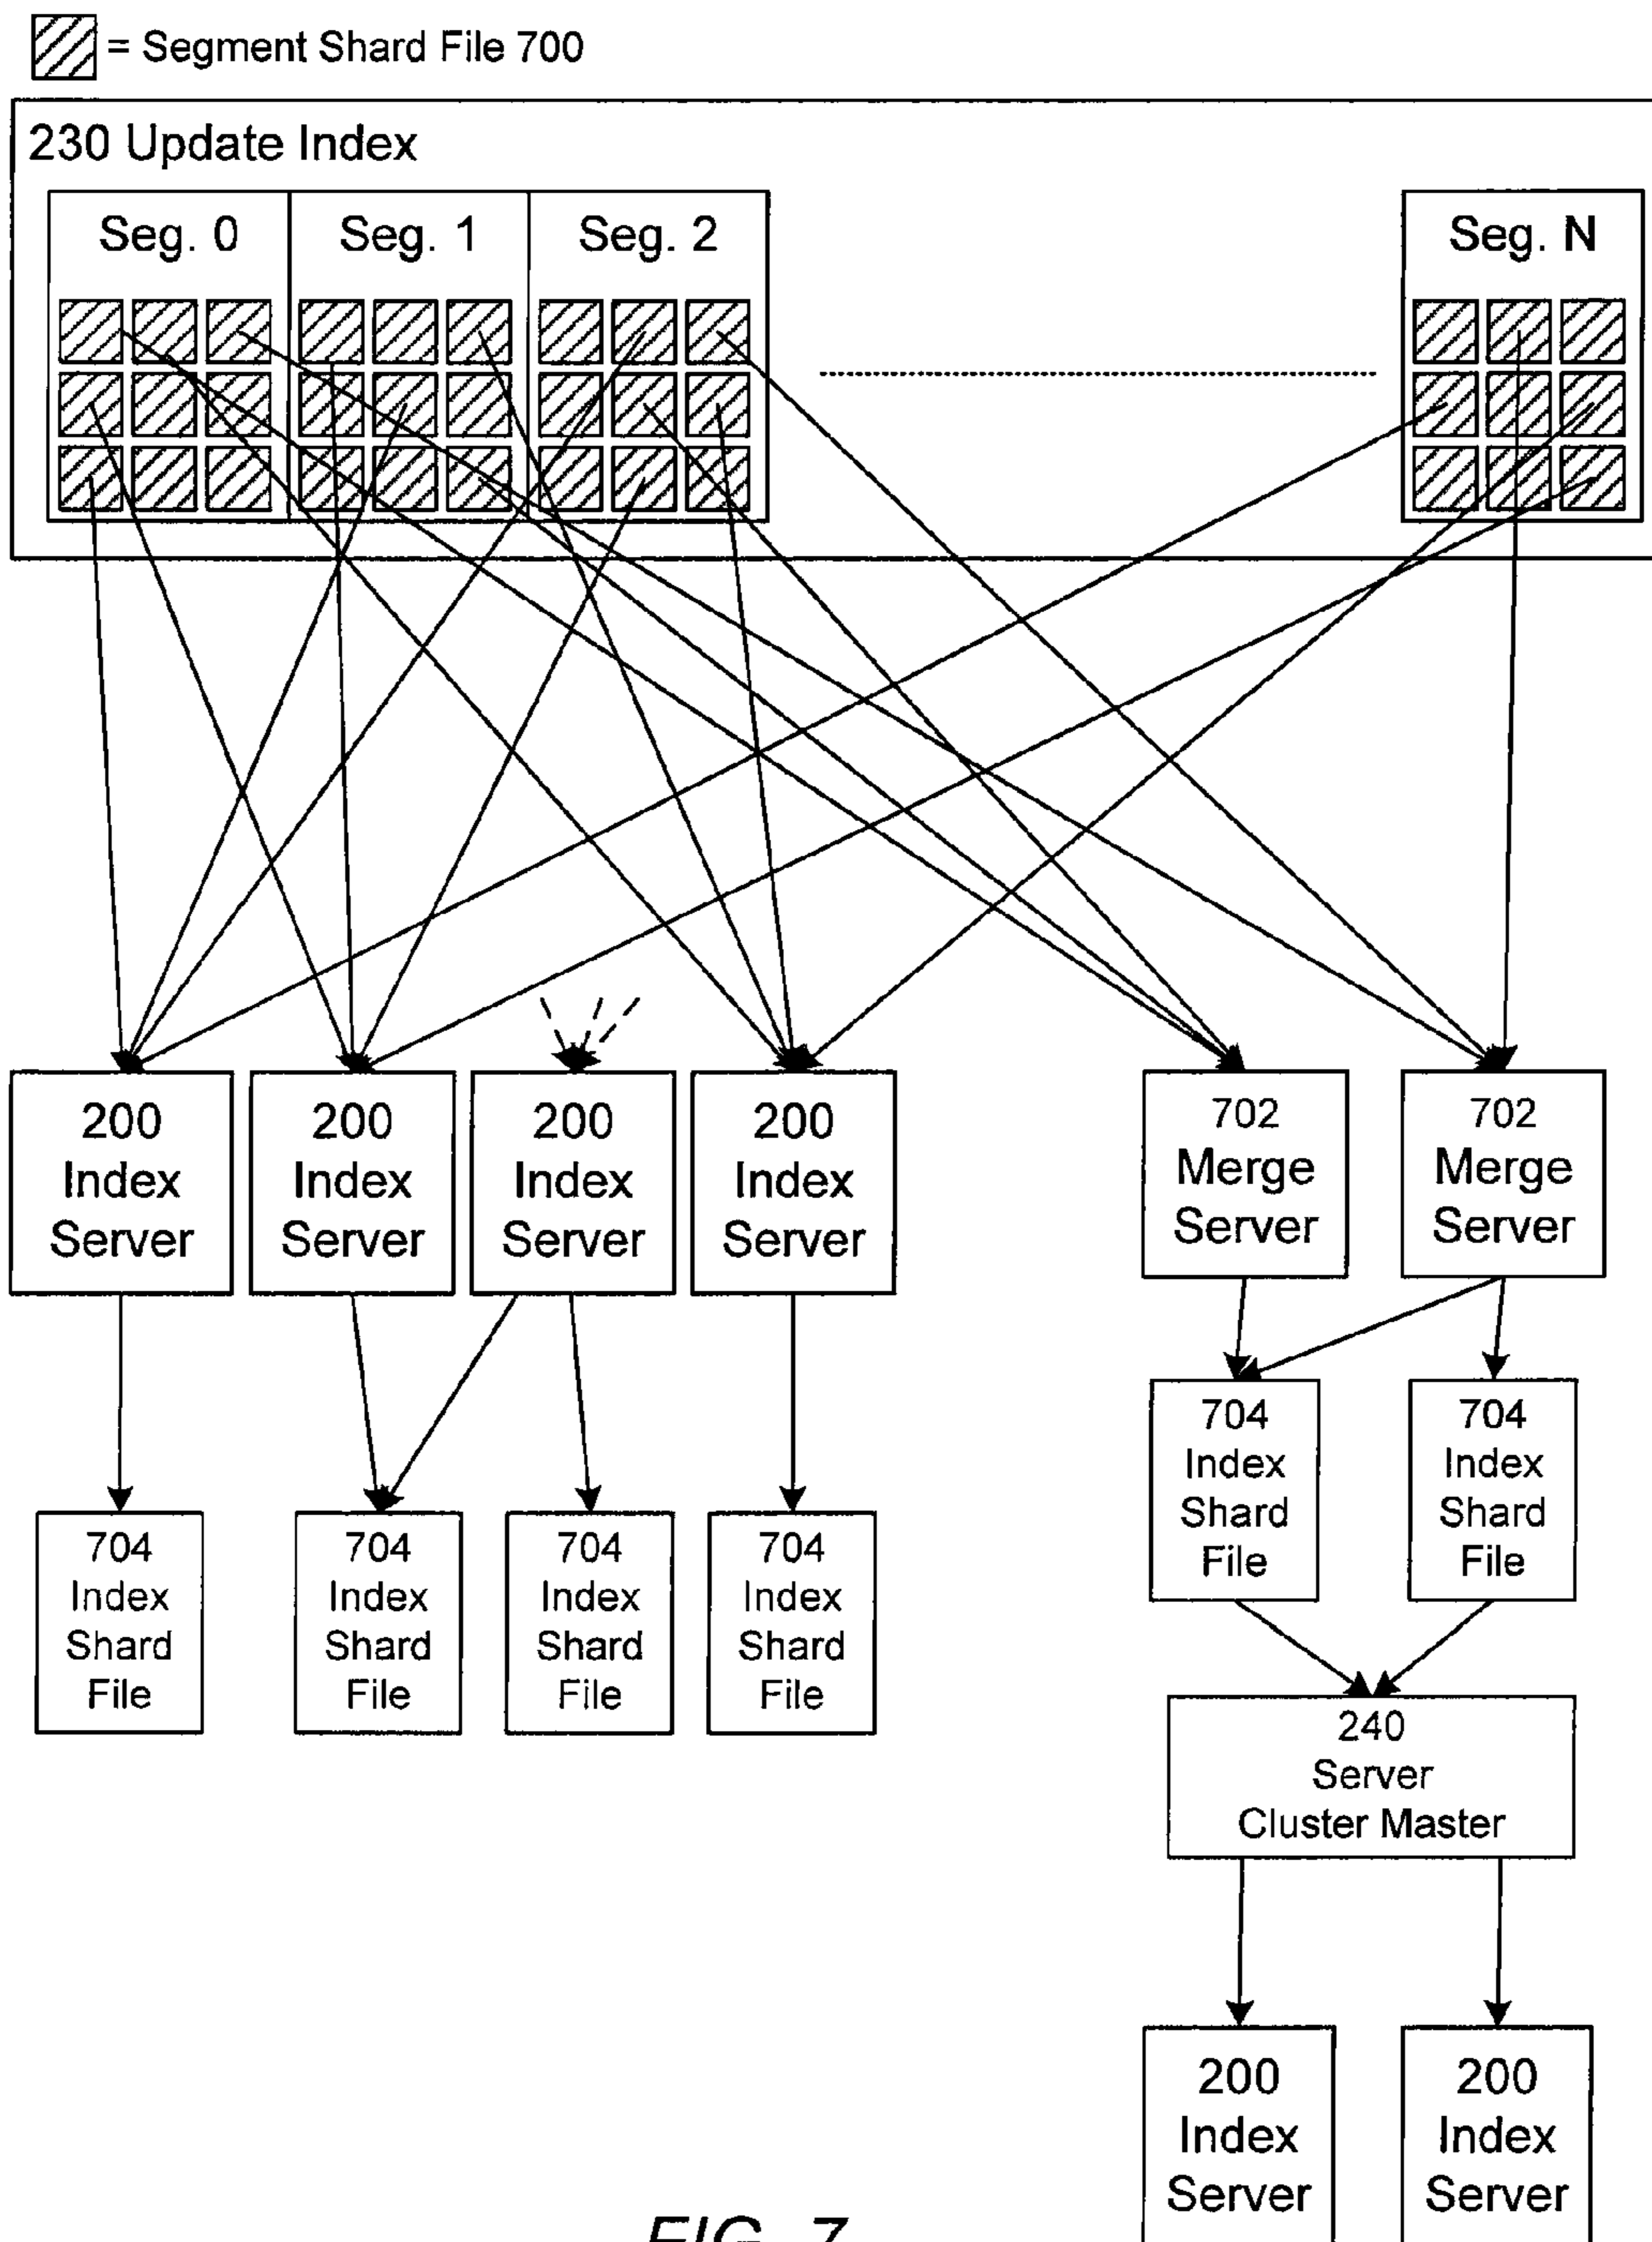 = Segment Shard File 700
230 Update Index
Seg. 0
Seg. 1
Seg. 2
Seg. N
200
Index
Server
200
Index
Server
200
Index
Server
200
Index
Server
702
Merge
Server
702
Merge
Server
704
Index
Shard
File
704
Index
Shard
File
704
Index
Shard
File
704
Index
Shard
File
704
Index
Shard
File
704
Index
Shard
File
240
Server
Cluster Master
200
Index
Server
200
Index
Server
FIG. 7